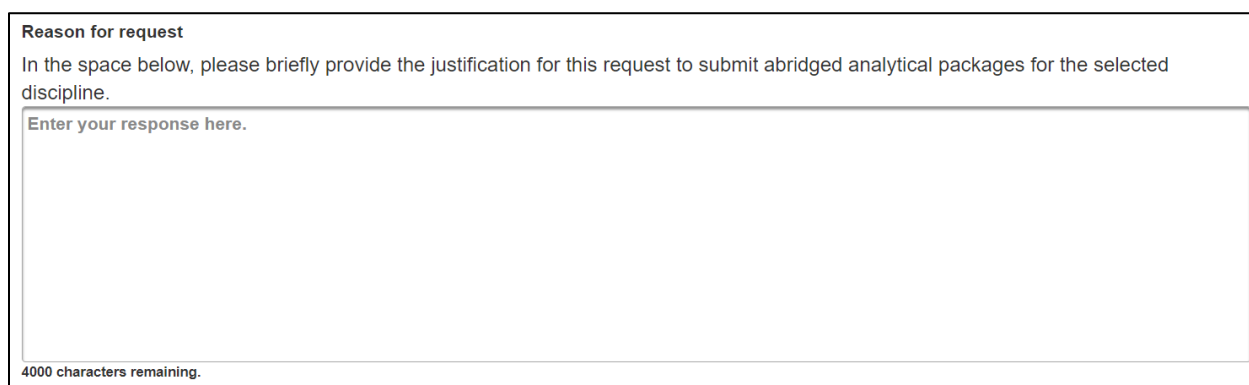 Reason for request
In the space below, please briefly provide the justification for this request to submit abridged analytical packages for the selected
discipline.
Enter your response here.
4000 characters remaining.